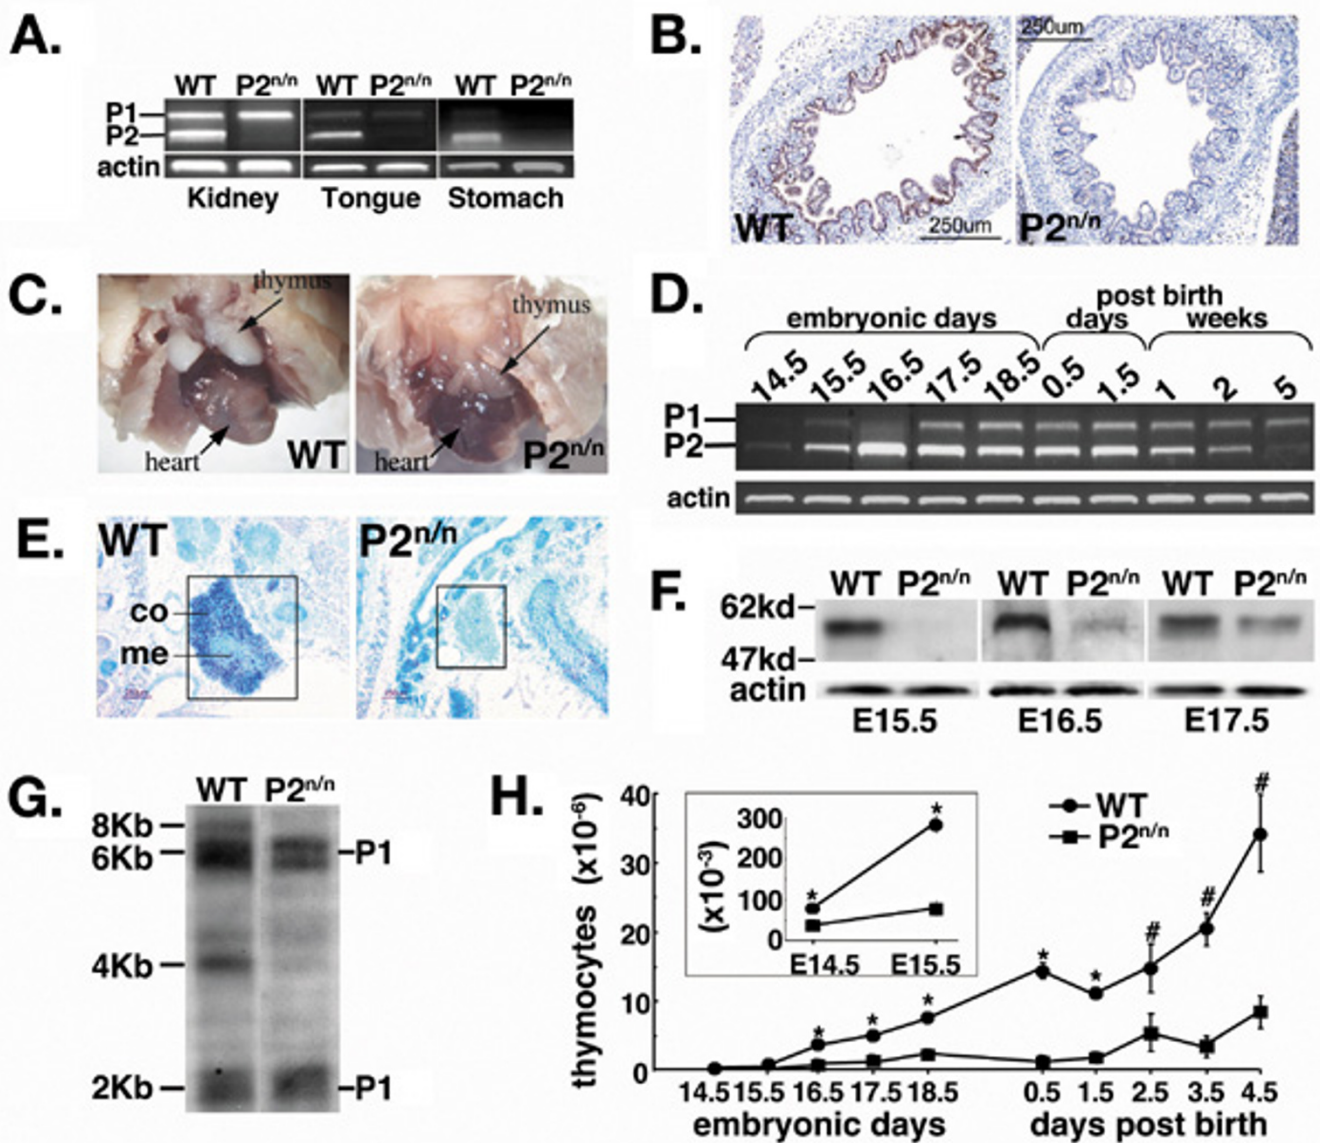 A.
WT P2n/n WT P2n/n WT P2n/n
P1
P2
actin
Kidney Tongue Stomach
B.
250um
WT
250um
P2n/n
C.
thymus
heart
WT
thymus
heart
P2n/n
D.
post birth
embryonic days days weeks
14.5 15.5 16.5 17.5 18.5 0.5 1.5 1 2 5
P1
P2
actin
E.
WT
co
me
P2n/n
F.
WT P2n/n WT P2n/n WT P2n/n
62kd
47kd
actin
E15.5 E16.5 E17.5
G.
WT P2n/n
8Kb
6Kb P1
4Kb
2Kb P1
H.
thymocytes (x10-6)
40
30
20
10
0
(x10-3)
300
200
100
0
E14.5 E15.5
* *
WT
P2n/n
* * * * * # # #
14.5 15.5 16.5 17.5 18.5 0.5 1.5 2.5 3.5 4.5
embryonic days days post birth